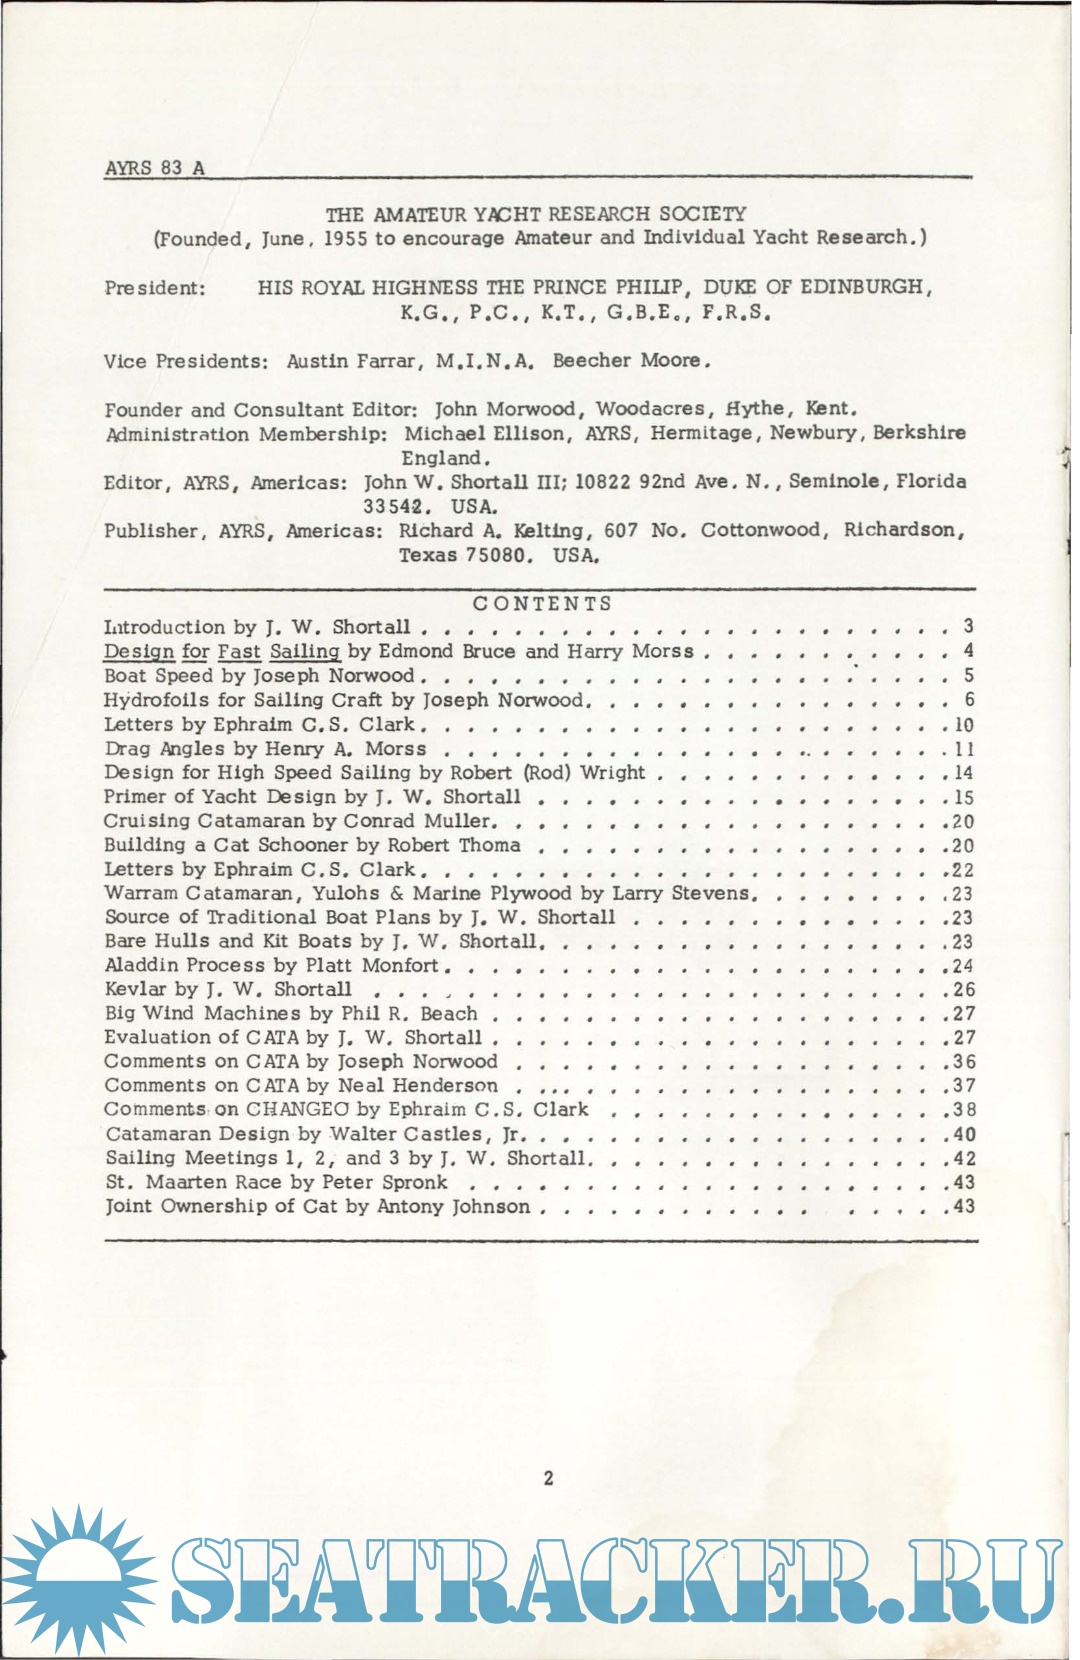 AYRS 83 A
THE AMATEUR YACHT RESEARCH SOCIETY
(Founded, June, 1955 to encourage Amateur and Individual Yacht Research.)
President: HIS ROYAL HIGHNESS THE PRINCE PHILIP, DUKE OF EDINBURGH,
K.G., P.C., K.T., G.B.E., F.R.S.
Vice Presidents: Austin Farrar, M.I.N.A. Beecher Moore.
Founder and Consultant Editor: John Morwood, Woodacres, Hythe, Kent.
Administration Membership: Michael Ellison, AYRS, Hermitage, Newbury, Berkshire
England.
Editor, AYRS, Americas: John W. Shortall III; 10822 92nd Ave. N., Seminole, Florida
33542. USA.
Publisher, AYRS, Americas: Richard A. Kelting, 607 No. Cottonwood, Richardson,
Texas 75080. USA.
CONTENTS
Introduction by J. W. Shortall . . . . . . . . . . . . . . . . . . . . . . . 3
Design for Fast Sailing by Edmond Bruce and Harry Morss . . . . . . . . . . . 4
Boat Speed by Joseph Norwood . . . . . . . . . . . . . . . . . . . . . . . 5
Hydrofoils for Sailing Craft by Joseph Norwood. . . . . . . . . . . . . . . . 6
Letters by Ephraim C.S. Clark. . . . . . . . . . . . . . . . . . . . . . . .10
Drag Angles by Henry A. Morss . . . . . . . . . . . . . . . . . . . . . . .11
Design for High Speed Sailing by Robert (Rod) Wright . . . . . . . . . . . . .14
Primer of Yacht Design by J. W. Shortall . . . . . . . . . . . . . . . . . .15
Cruising Catamaran by Conrad Muller. . . . . . . . . . . . . . . . . . . .20
Building a Cat Schooner by Robert Thoma . . . . . . . . . . . . . . . . . .20
Letters by Ephraim C.S. Clark. . . . . . . . . . . . . . . . . . . . . . .22
Warram Catamaran, Yulohs & Marine Plywood by Larry Stevens. . . . . . . . .23
Source of Traditional Boat Plans by J. W. Shortall . . . . . . . . . . . . . .23
Bare Hulls and Kit Boats by J. W. Shortall. . . . . . . . . . . . . . . . . .23
Aladdin Process by Platt Monfort. . . . . . . . . . . . . . . . . . . . . .24
Kevlar by J. W. Shortall . . . . . . . . . . . . . . . . . . . . . . . . .26
Big Wind Machines by Phil R. Beach . . . . . . . . . . . . . . . . . . . .27
Evaluation of CATA by J. W. Shortall . . . . . . . . . . . . . . . . . . . .27
Comments on CATA by Joseph Norwood . . . . . . . . . . . . . . . . . . .36
Comments on CATA by Neal Henderson . . . . . . . . . . . . . . . . . . .37
Comments on CHANGEO by Ephraim C.S. Clark . . . . . . . . . . . . . . .38
Catamaran Design by Walter Castles, Jr. . . . . . . . . . . . . . . . . . .40
Sailing Meetings 1, 2, and 3 by J. W. Shortall. . . . . . . . . . . . . . . .42
St. Maarten Race by Peter Spronk . . . . . . . . . . . . . . . . . . . . .43
Joint Ownership of Cat by Antony Johnson . . . . . . . . . . . . . . . . .43
2
SEATRACKER.RU